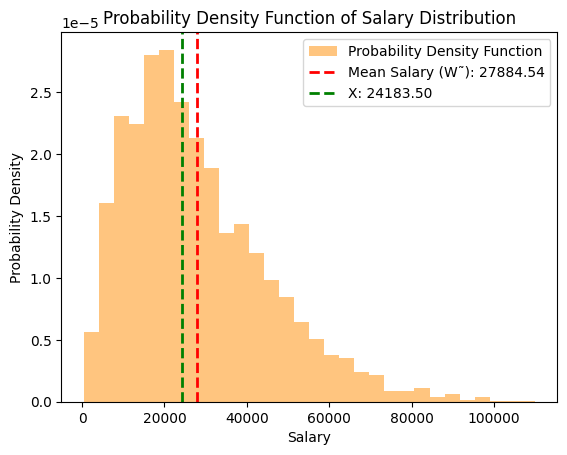 Probability Density Function of Salary Distribution
1e−5
Probability Density Function
Mean Salary (W˜): 27884.54
X: 24183.50
2.5
2.0
1.5
1.0
0.5
0.0
Probability Density
0 20000 40000 60000 80000 100000
Salary